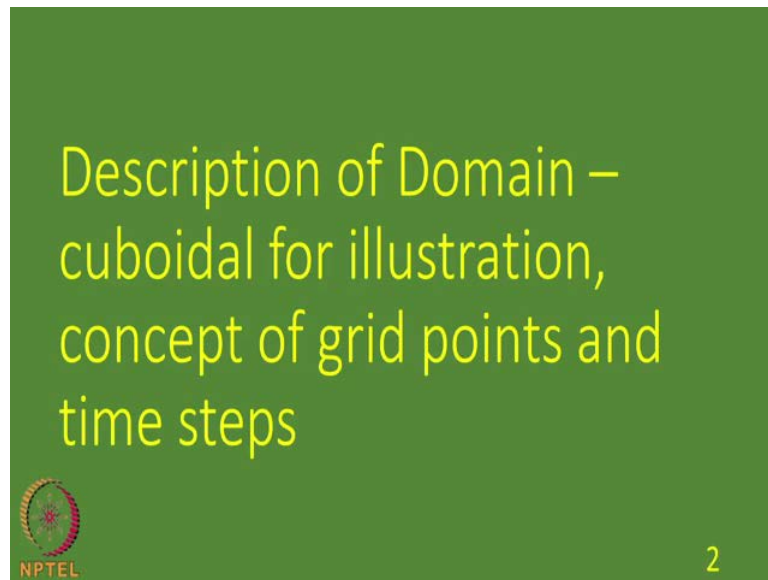 Description of Domain –
cuboidal for illustration,
concept of grid points and
time steps
NPTEL
2